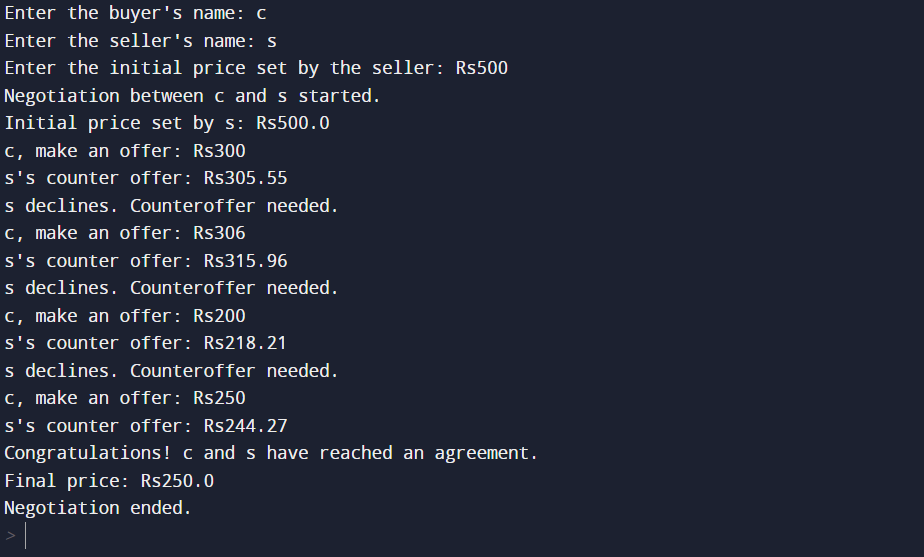 Enter the buyer's name: c
Enter the seller's name: s
Enter the initial price set by the seller: Rs500
Negotiation between c and s started.
Initial price set by s: Rs500.0
c, make an offer: Rs300
s's counter offer: Rs305.55
s declines. Counteroffer needed.
c, make an offer: Rs306
s's counter offer: Rs315.96
s declines. Counteroffer needed.
c, make an offer: Rs200
s's counter offer: Rs218.21
s declines. Counteroffer needed.
c, make an offer: Rs250
s's counter offer: Rs244.27
Congratulations! c and s have reached an agreement.
Final price: Rs250.0
Negotiation ended.
>